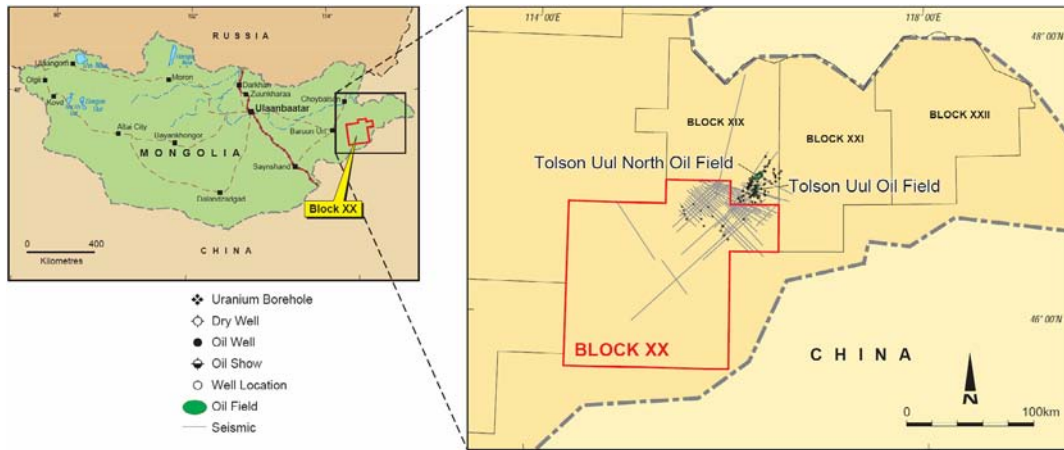 RUSSIA
Ulaangom
Olgii
Moron
Darkhan
Zuunkharaa
Khovd
Ulaanbaatar
Choybalsan
Baruun Urt
Altai City
Bayankhongor
MONGOLIA
Saynshand
Dalandzadgad
Block XX
0 400
Kilometres
CHINA
Uranium Borehole
Dry Well
Oil Well
Oil Show
Well Location
Oil Field
Seismic
114° 00'E
118° 00'E
48° 00'N
BLOCK XIX
BLOCK XXI
BLOCK XXII
Tolson Uul North Oil Field
Tolson Uul Oil Field
46° 00'N
BLOCK XX
CHINA
N
0 100km